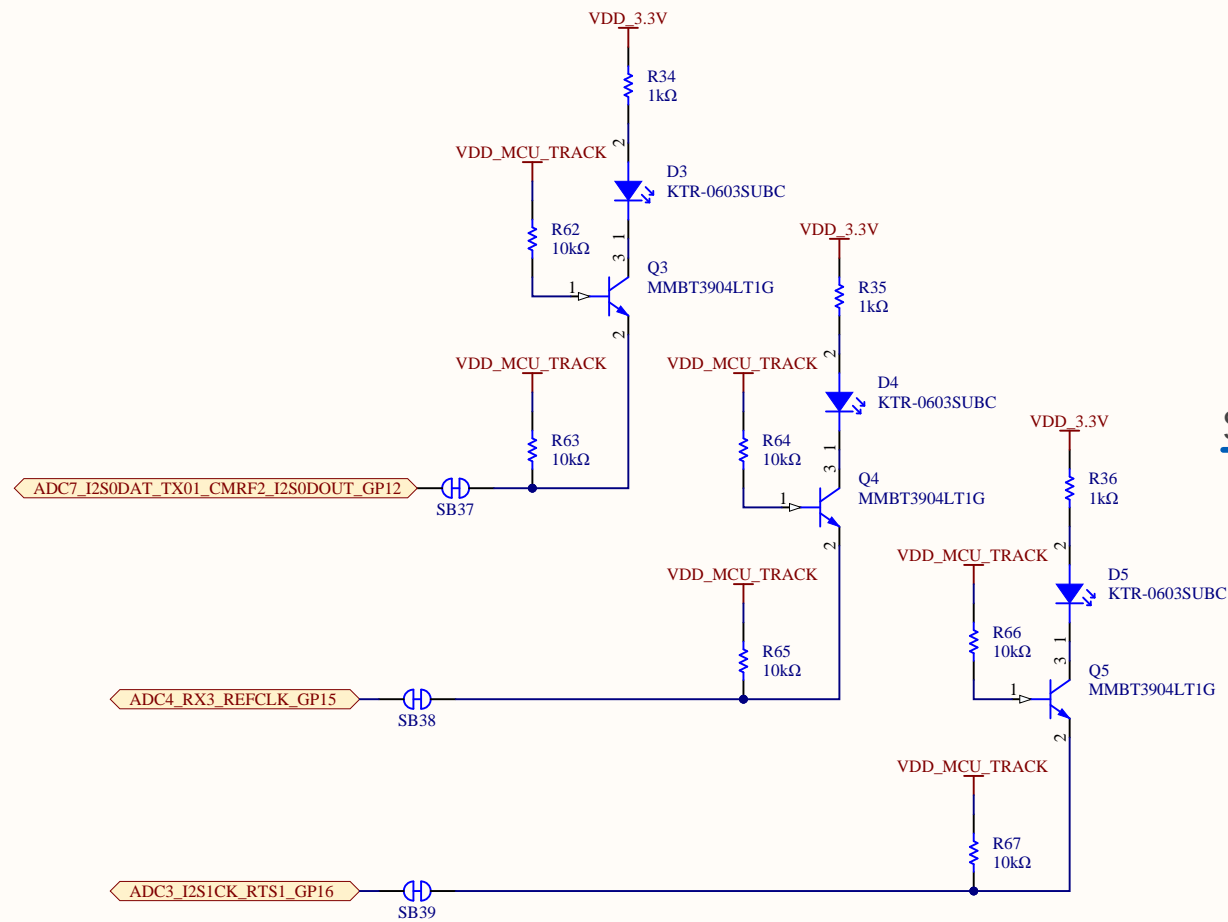 VDD_3.3V
R34
1kΩ
2
VDD_MCU_TRACK
D3
KTR-0603SUBC
R62
10kΩ
1
3
Q3
MMBT3904LT1G
1
2
VDD_3.3V
R35
1kΩ
2
VDD_MCU_TRACK
VDD_MCU_TRACK
D4
KTR-0603SUBC
R63
10kΩ
R64
10kΩ
1
3
Q4
MMBT3904LT1G
1
2
ADC7_I2S0DAT_TX01_CMRF2_I2S0DOUT_GP12
SB37
VDD_3.3V
R36
1kΩ
2
VDD_MCU_TRACK
VDD_MCU_TRACK
D5
KTR-0603SUBC
R65
10kΩ
R66
10kΩ
1
3
Q5
MMBT3904LT1G
1
2
ADC4_RX3_REFCLK_GP15
SB38
VDD_MCU_TRACK
R67
10kΩ
ADC3_I2S1CK_RTS1_GP16
SB39